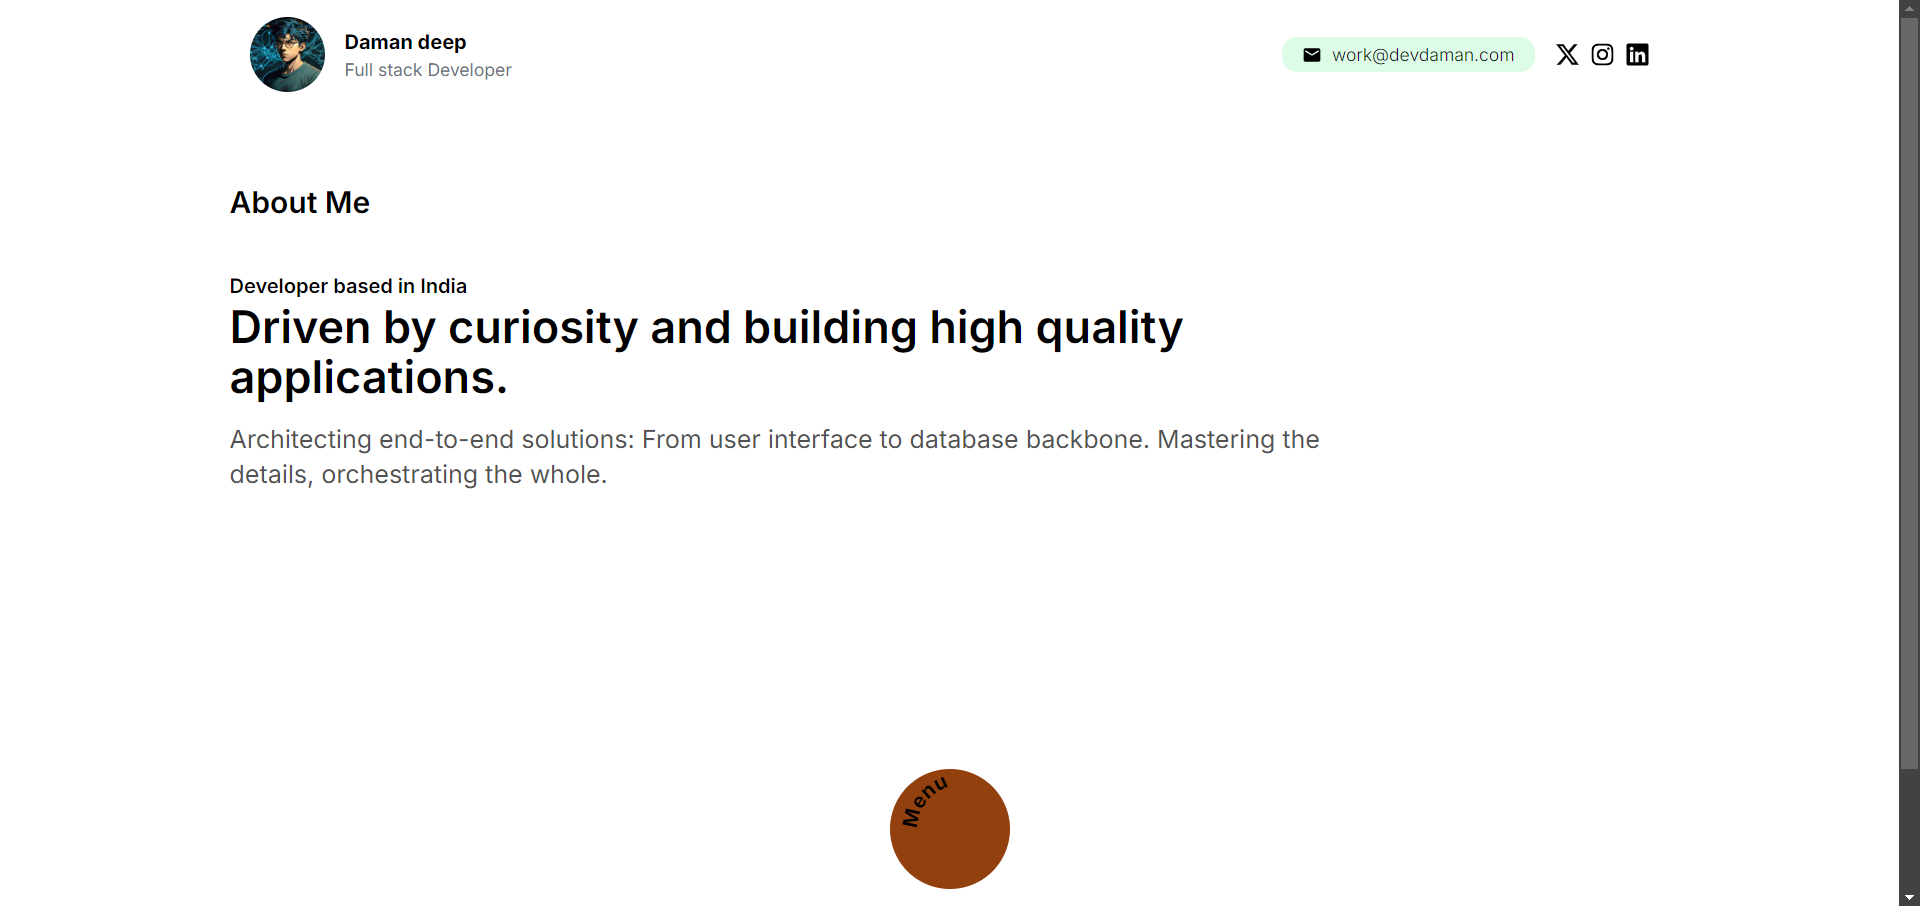 Daman deep
Full stack Developer
work@devdaman.com
About Me
Developer based in India
Driven by curiosity and building high quality
applications.
Architecting end-to-end solutions: From user interface to database backbone. Mastering the
details, orchestrating the whole.
Menu